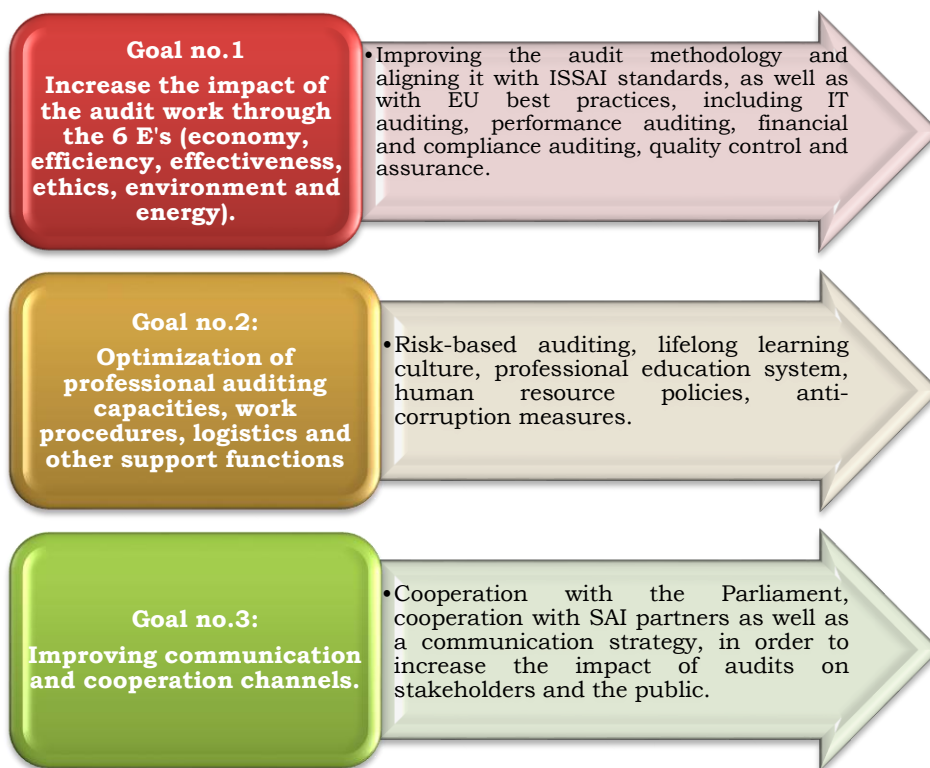 Goal no.1
Increase the impact of
the audit work through
the 6 E's (economy,
efficiency, effectiveness,
ethics, environment and
energy).
•Improving the audit methodology and
aligning it with ISSAI standards, as well as
with EU best practices, including IT
auditing, performance auditing, financial
and compliance auditing, quality control and
assurance.
Goal no.2:
Optimization of
professional auditing
capacities, work
procedures, logistics and
other support functions
•Risk-based auditing, lifelong learning
culture, professional education system,
human resource policies, anti-
corruption measures.
Goal no.3:
Improving communication
and cooperation channels.
•Cooperation with the Parliament,
cooperation with SAI partners as well as
a communication strategy, in order to
increase the impact of audits on
stakeholders and the public.